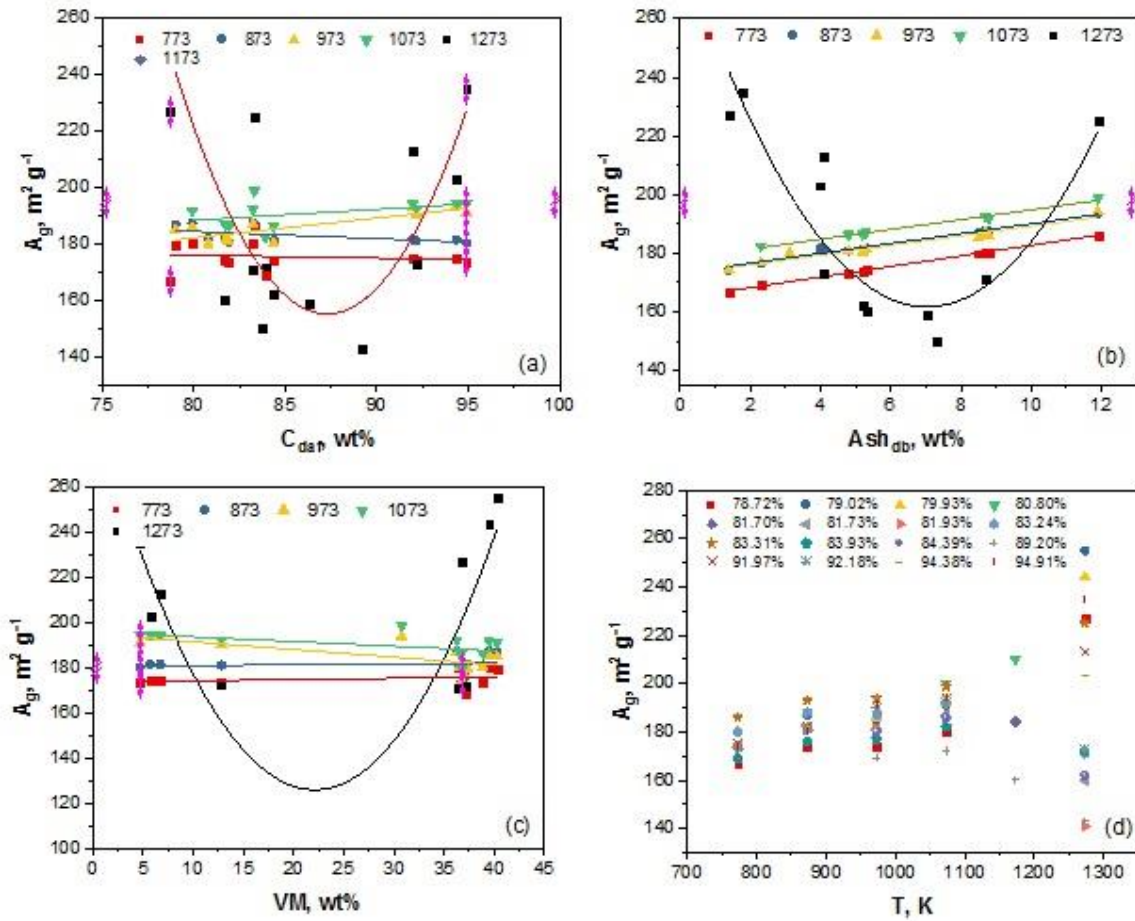 260
240
220
200
180
160
140
75 80 85 90 95 100
773 873 973 1073 1273
1173
A_g, m² g⁻¹
C_daf, wt%
(a)
260
240
220
200
180
160
140
0 2 4 6 8 10 12
773 873 973 1073 1273
A_g, m² g⁻¹
Ash_db, wt%
(b)
260
240
220
200
180
160
140
120
100
0 5 10 15 20 25 30 35 40 45
773 873 973 1073
1273
A_g, m² g⁻¹
VM, wt%
(c)
280
260
240
220
200
180
160
140
700 800 900 1000 1100 1200 1300
78.72% 79.02% 79.93% 80.80%
81.70% 81.73% 81.93% 83.24%
83.31% 83.93% 84.39% 89.20%
91.97% 92.18% 94.38% 94.91%
A_g, m² g⁻¹
T, K
(d)